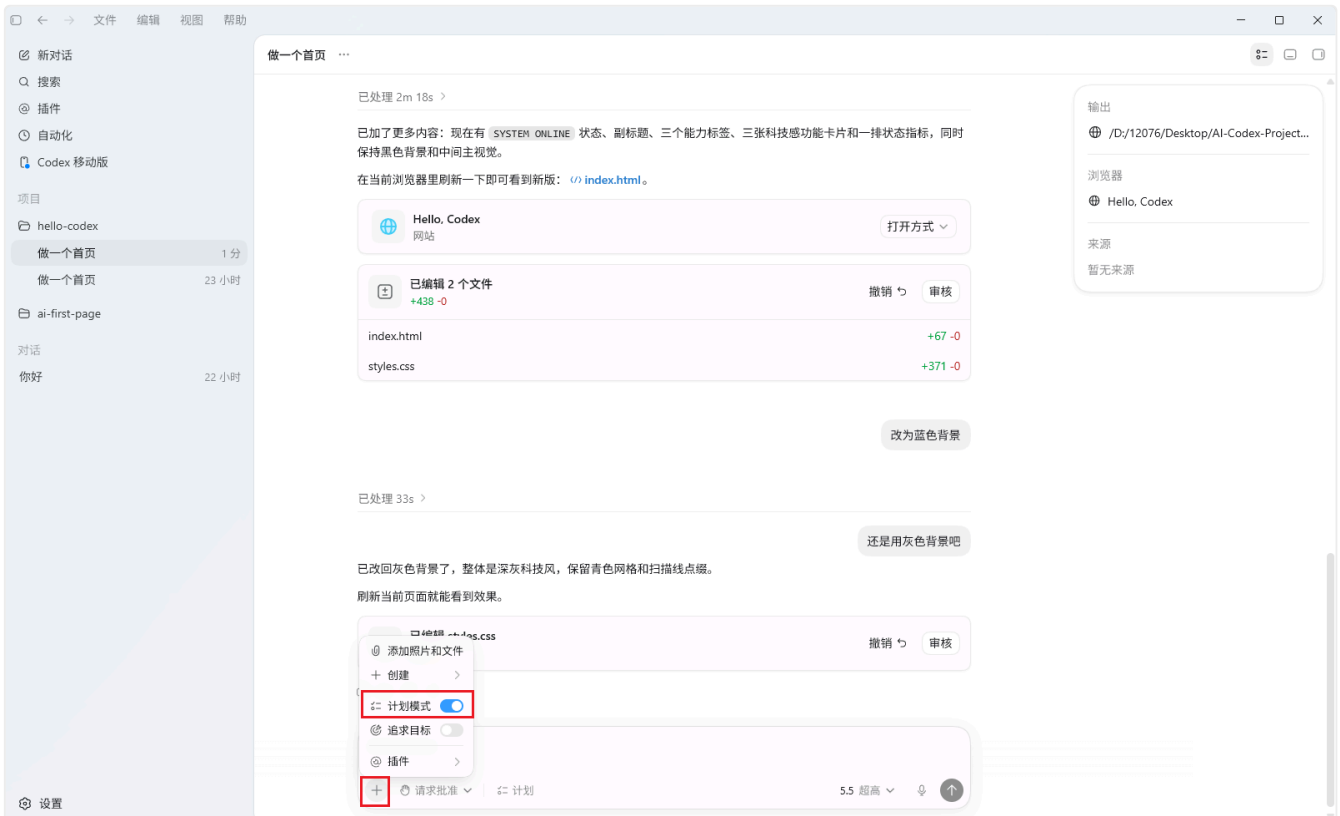 文件 编辑 视图 帮助
新对话
搜索
插件
自动化
Codex 移动版
项目
hello-codex
做一个首页 1 分
做一个首页 23 小时
ai-first-page
对话
你好 22 小时
设置
做一个首页 ···
已处理 2m 18s
已加了更多内容：现在有 SYSTEM ONLINE 状态、副标题、三个能力标签、三张科技感功能卡片和一排状态指标，同时
保持黑色背景和中间主视觉。
在当前浏览器里刷新一下即可看到新版： index.html。
Hello, Codex
网站
打开方式
已编辑 2 个文件
+438 -0
撤销 审核
index.html +67 -0
styles.css +371 -0
改为蓝色背景
已处理 33s
还是用灰色背景吧
已改回灰色背景了，整体是深灰科技风，保留青色网格和扫描线点缀。
刷新当前页面就能看到效果。
已编辑 styles.css
撤销 审核
添加照片和文件
创建
计划模式
追求目标
插件
请求批准 计划 5.5 超高
输出
/D:/12076/Desktop/AI-Codex-Project...
浏览器
Hello, Codex
来源
暂无来源